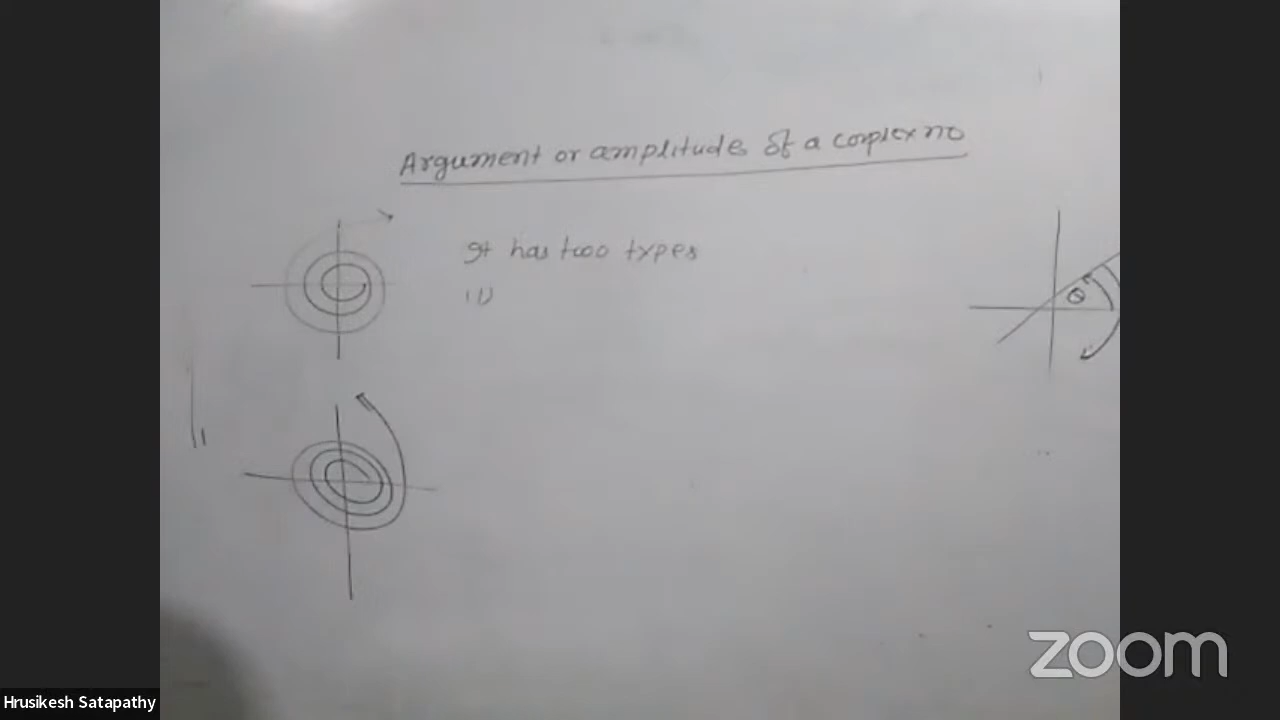 Argument or amplitude of a complex no
It has two types
(1)
θ
zoom
Hrusikesh Satapathy